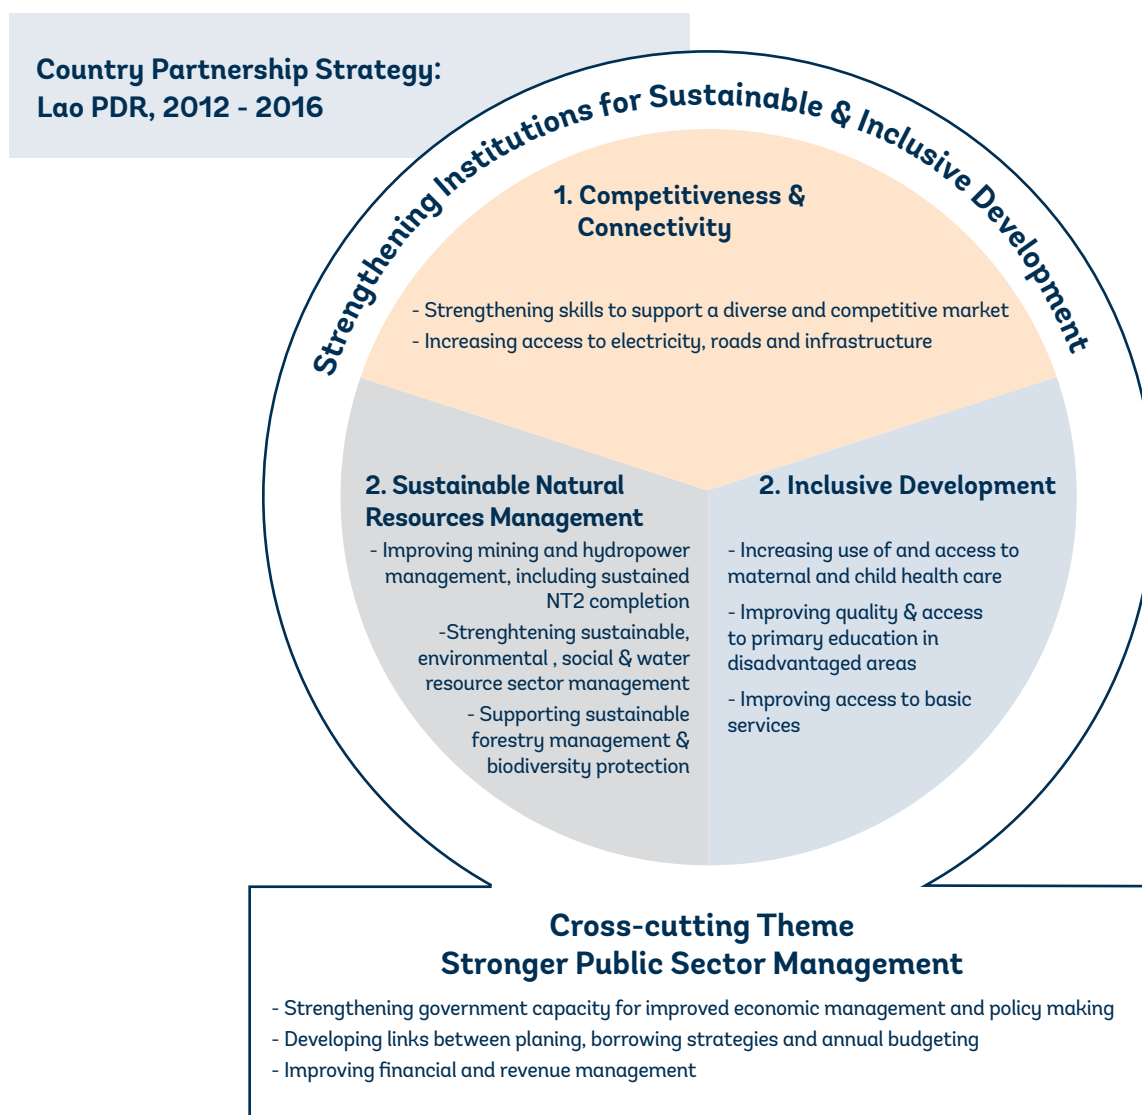 Country Partnership Strategy:
Lao PDR, 2012 - 2016
Strengthening Institutions for Sustainable & Inclusive Development
1. Competitiveness &
Connectivity
- Strengthening skills to support a diverse and competitive market
- Increasing access to electricity, roads and infrastructure
2. Sustainable Natural
Resources Management
- Improving mining and hydropower
management, including sustained
NT2 completion
-Strenghtening sustainable,
environmental , social & water
resource sector management
- Supporting sustainable
forestry management &
biodiversity protection
2. Inclusive Development
- Increasing use of and access to
maternal and child health care
- Improving quality & access
to primary education in
disadvantaged areas
- Improving access to basic
services
Cross-cutting Theme
Stronger Public Sector Management
- Strengthening government capacity for improved economic management and policy making
- Developing links between planing, borrowing strategies and annual budgeting
- Improving financial and revenue management